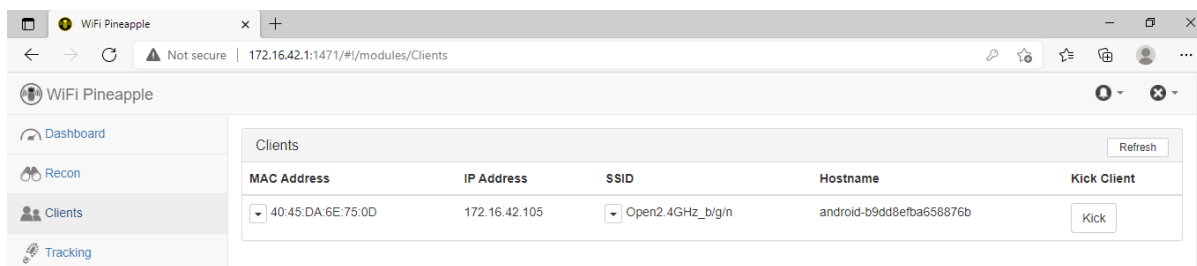 WiFi Pineapple
Not secure 172.16.42.1:1471/#!/modules/Clients
WiFi Pineapple
Dashboard
Recon
Clients
Tracking
Clients Refresh
MAC Address IP Address SSID Hostname Kick Client
40:45:DA:6E:75:0D 172.16.42.105 Open2.4GHz_b/g/n android-b9dd8efba658876b Kick